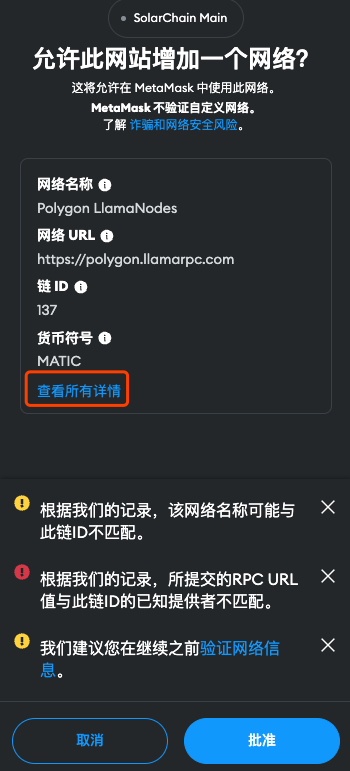 SolarChain Main
允许此网站增加一个网络?
这将允许在 MetaMask 中使用此网络。
MetaMask 不验证自定义网络。
了解 诈骗和网络安全风险。
网络名称
Polygon LlamaNodes
网络 URL
https://polygon.llamarpc.com
链 ID
137
货币符号
MATIC
查看所有详情
根据我们的记录，该网络名称可能与
此链ID不匹配。
根据我们的记录，所提交的RPC URL
值与此链ID的已知提供者不匹配。
我们建议您在继续之前验证网络信
息。
取消
批准